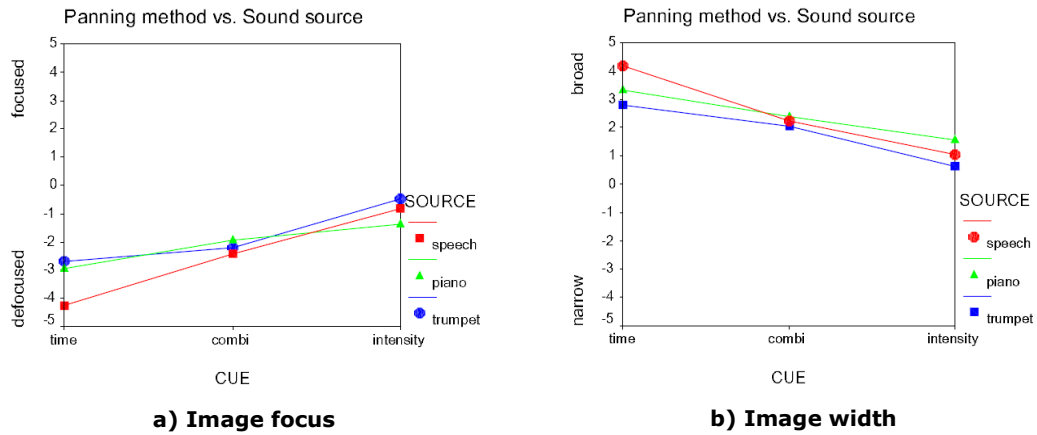 Panning method vs. Sound source
5
4
3
2
1
0
-1
-2
-3
-4
-5
focused
defocused
time
combi
intensity
CUE
SOURCE
speech
piano
trumpet
a) Image focus
Panning method vs. Sound source
5
4
3
2
1
0
-1
-2
-3
-4
-5
broad
narrow
time
combi
intensity
CUE
SOURCE
speech
piano
trumpet
b) Image width